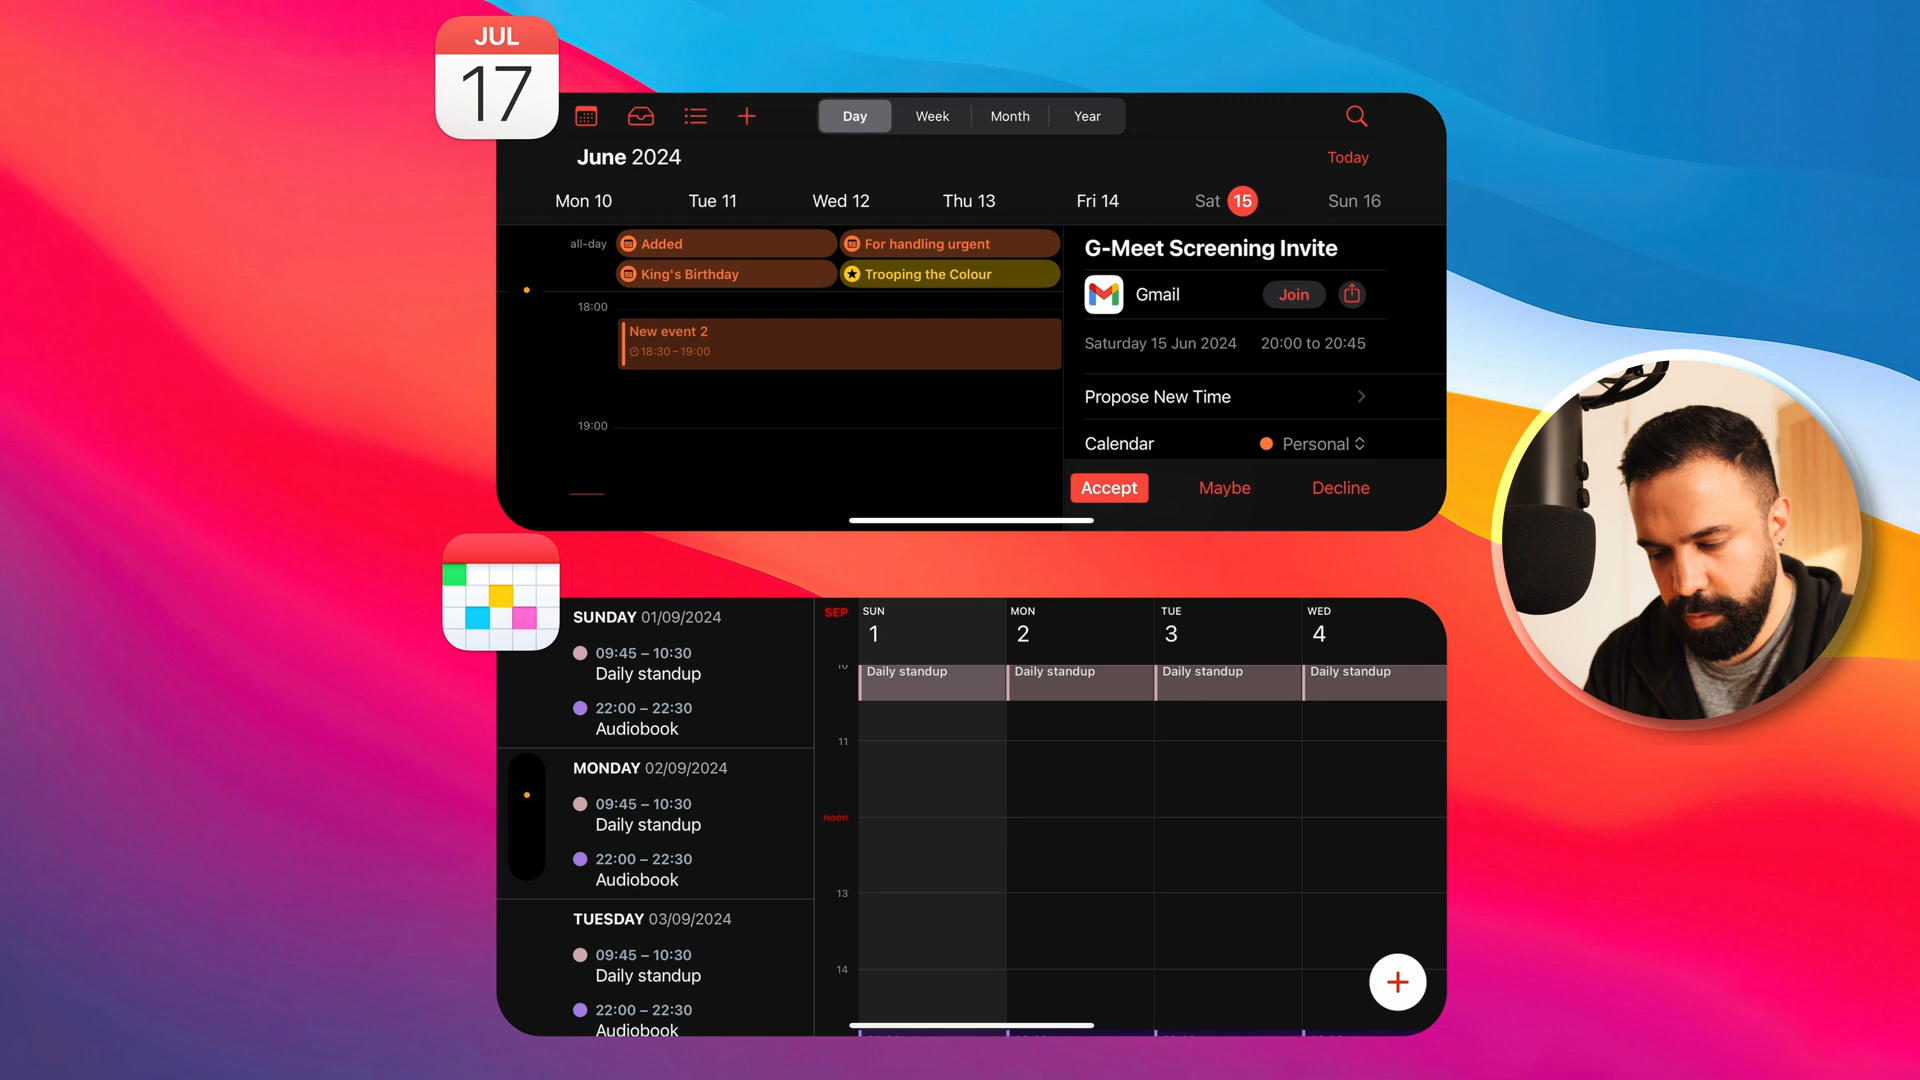 JUL
17
Day Week Month Year
June 2024
Today
Mon 10 Tue 11 Wed 12 Thu 13 Fri 14 Sat 15 Sun 16
all-day
Added
For handling urgent
King's Birthday
Trooping the Colour
18:00
New event 2
18:30 – 19:00
19:00
G-Meet Screening Invite
Gmail
Join
Saturday 15 Jun 2024 20:00 to 20:45
Propose New Time
Calendar Personal
Accept Maybe Decline
SUNDAY 01/09/2024
09:45 – 10:30
Daily standup
22:00 – 22:30
Audiobook
MONDAY 02/09/2024
09:45 – 10:30
Daily standup
22:00 – 22:30
Audiobook
TUESDAY 03/09/2024
09:45 – 10:30
Daily standup
22:00 – 22:30
Audiobook
SEP
SUN MON TUE WED
1 2 3 4
10
Daily standup Daily standup Daily standup Daily standup
11
noon
13
14